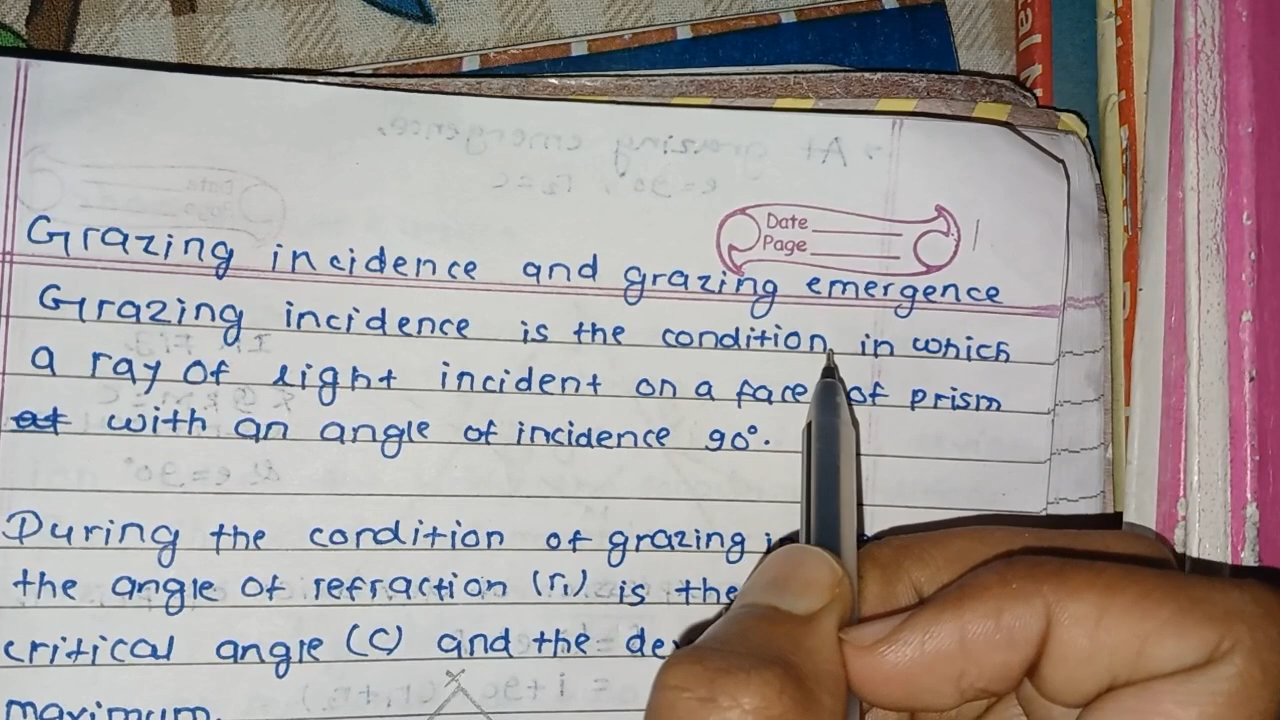 Date
Page
Grazing incidence and grazing emergence
Grazing incidence is the condition in which
a ray of light incident on a face of prism
at with an angle of incidence 90°.
During the condition of grazing
the angle of refraction (r₁) is the
critical angle (C) and the
maximum.